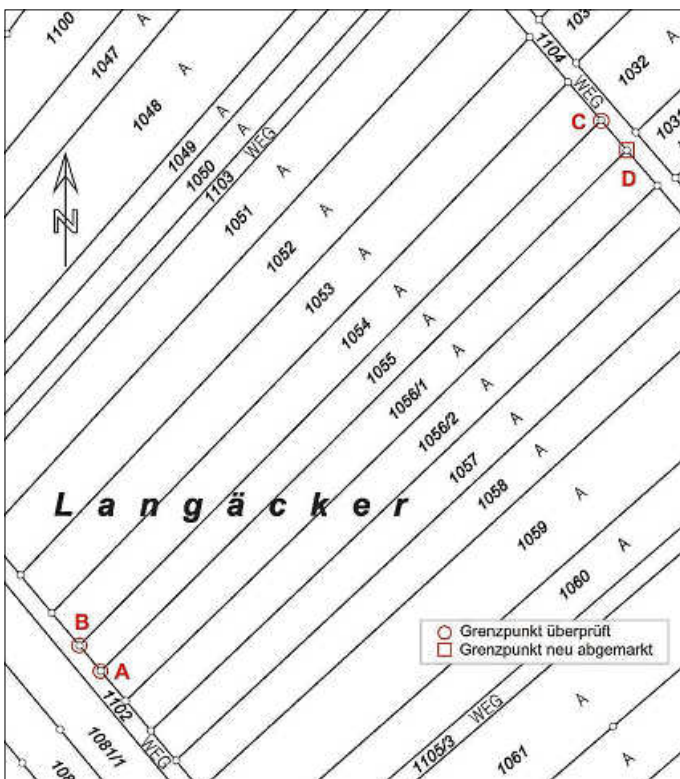 1100
1047
A
1048
A
1049
A
1050
A
1103
WEG
1051
A
1052
A
1053
A
1054
A
1055
A
1056/1
A
1056/2
A
1057
A
1058
A
1059
A
1060
A
1104
WEG
1032
A
C
D
N
Langäcker
B
A
Grenzpunkt überprüft
Grenzpunkt neu abgemarkt
1102
WEG
1081/1
1105/3
WEG
1061
A
A